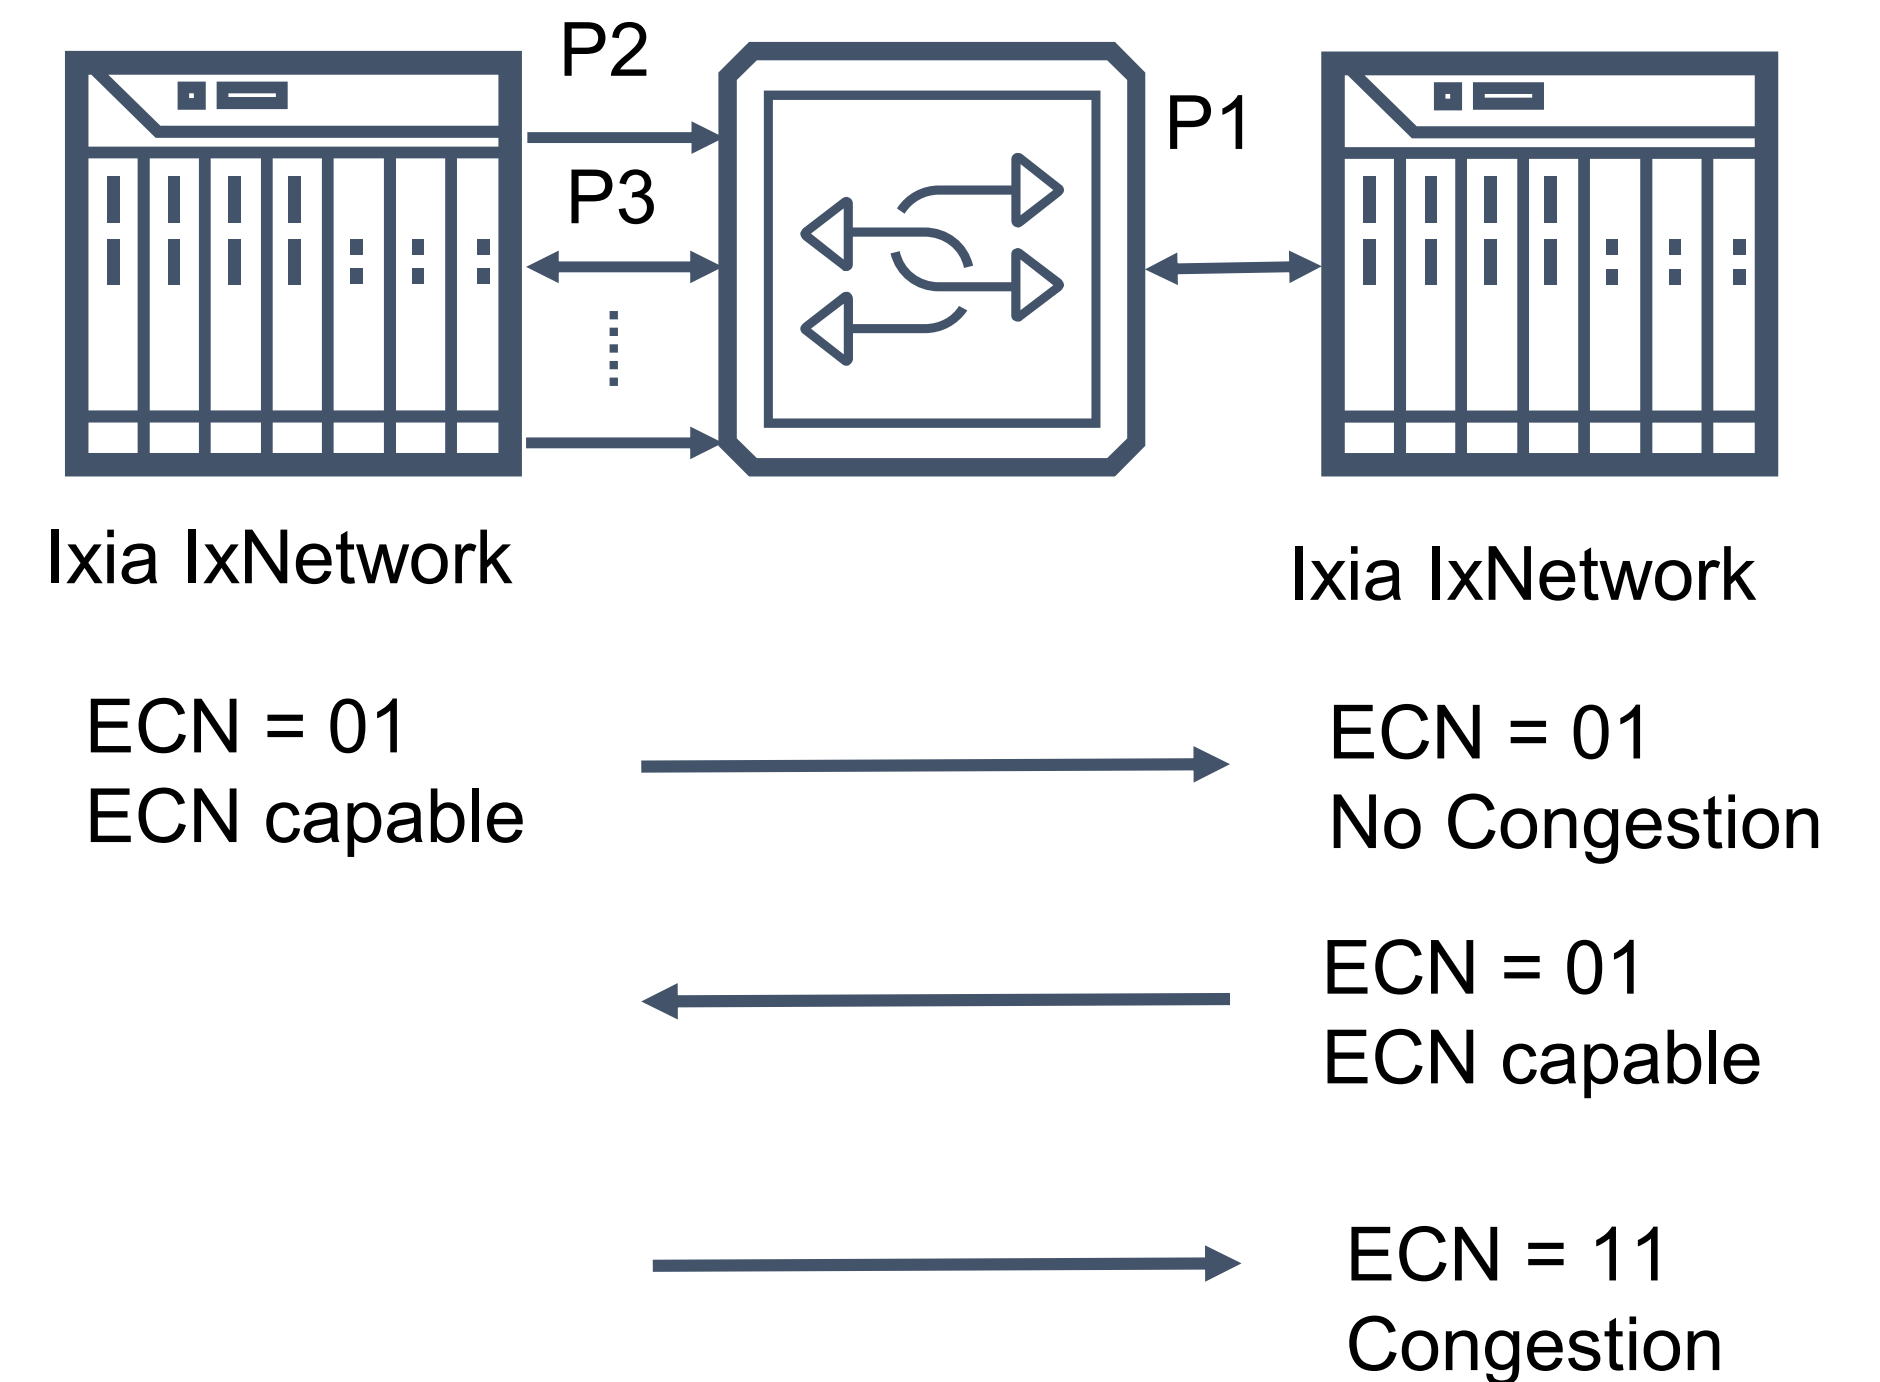 P2
P1
P3
Ixia IxNetwork
Ixia IxNetwork
ECN = 01
ECN capable
ECN = 01
No Congestion
ECN = 01
ECN capable
ECN = 11
Congestion